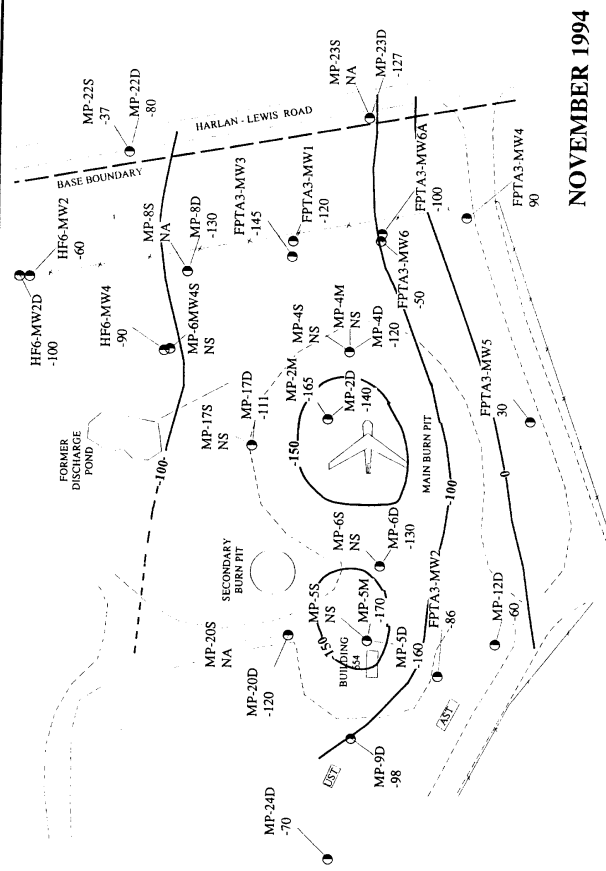 MP-22S
-37
MP-22D
-80
HARLAN - LEWIS ROAD
BASE BOUNDARY
MP-23S
NA
MP-23D
-127
NOVEMBER 1994
HF6-MW2
-60
HF6-MW2D
-100
MP-8S
NA
MP-8D
-130
FPTA3-MW3
-145
FPTA3-MW1
-120
FPTA3-MW6A
-100
FPTA3-MW6
-50
FPTA3-MW4
90
HF6-MW4
-90
MP-6MW4S
NS
MP-4S
NS
MP-4M
NS
MP-4D
-120
FORMER
DISCHARGE
POND
-100-
MP-17S
NS
MP-17D
-111
MP-2M
-165
MP-2D
-140
-150
MAIN BURN PIT
-100
FPTA3-MW5
30
0
SECONDARY
BURN PIT
MP-6S
NS
MP-6D
-130
MP-5S
NS
MP-5M
-170
MP-5D
-160
-150
BUILDING
654
FPTA3-MW2
-86
MP-12D
-60
MP-20S
NA
MP-20D
-120
UST
AST
MP-9D
-98
MP-24D
-70